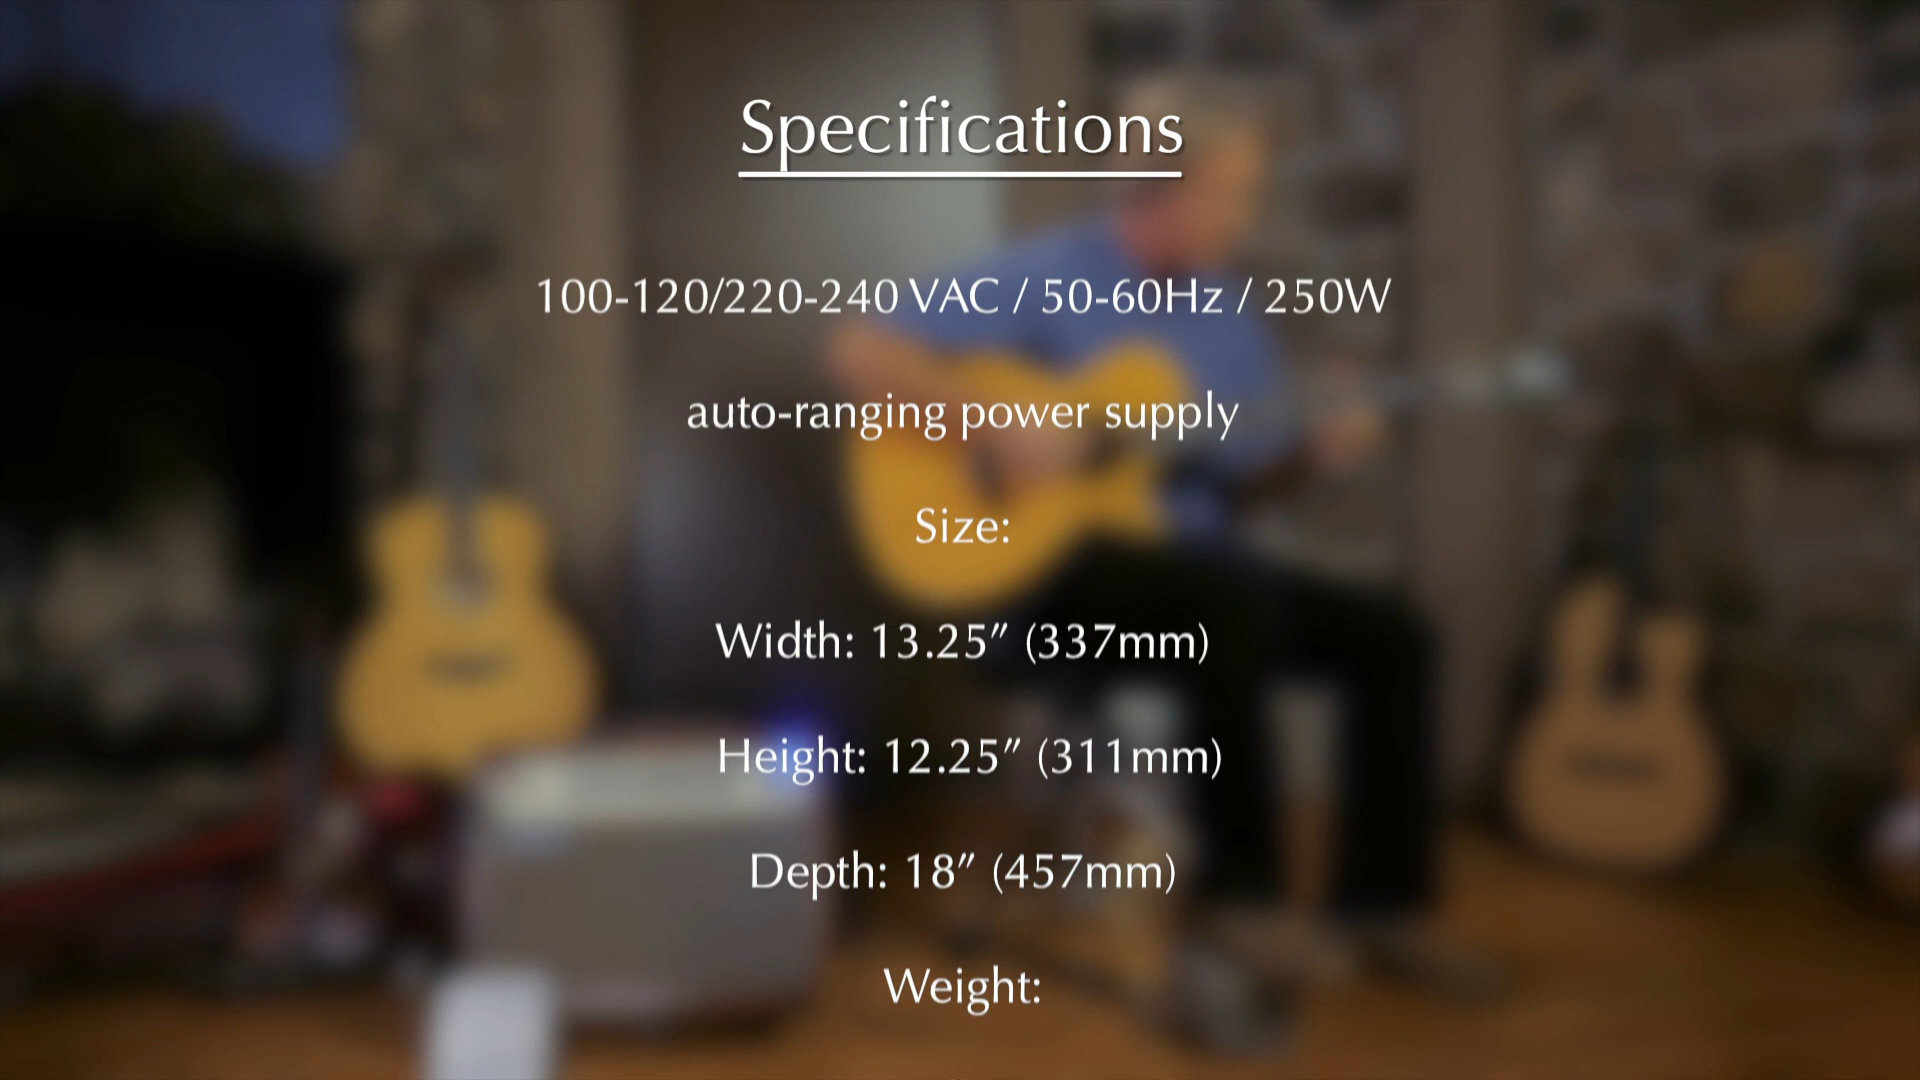 Specifications
100-120/220-240 VAC / 50-60Hz / 250W
auto-ranging power supply
Size:
Width: 13.25″ (337mm)
Height: 12.25″ (311mm)
Depth: 18″ (457mm)
Weight: